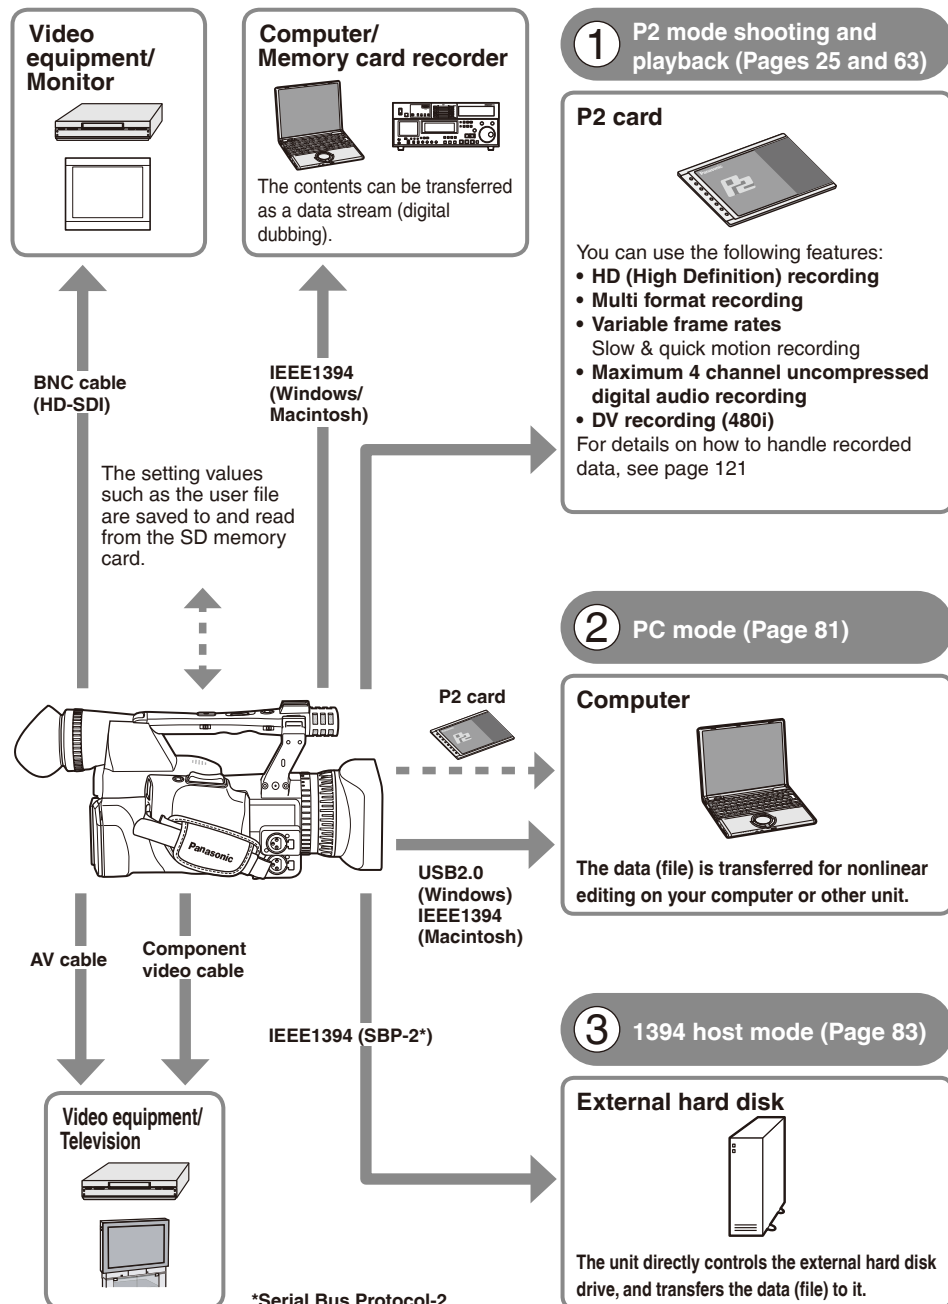 Video
equipment/
Monitor
Computer/
Memory card recorder
The contents can be transferred
as a data stream (digital
dubbing).
1
P2 mode shooting and
playback (Pages 25 and 63)
P2 card
Panasonic
P2
You can use the following features:
• HD (High Definition) recording
• Multi format recording
• Variable frame rates
Slow & quick motion recording
• Maximum 4 channel uncompressed
digital audio recording
• DV recording (480i)
For details on how to handle recorded
data, see page 121
BNC cable
(HD-SDI)
IEEE1394
(Windows/
Macintosh)
The setting values
such as the user file
are saved to and read
from the SD memory
card.
2
PC mode (Page 81)
P2 card
P2
Computer
The data (file) is transferred for nonlinear
editing on your computer or other unit.
Panasonic
USB2.0
(Windows)
IEEE1394
(Macintosh)
AV cable
Component
video cable
IEEE1394 (SBP-2*)
3
1394 host mode (Page 83)
External hard disk
The unit directly controls the external hard disk
drive, and transfers the data (file) to it.
Video equipment/
Television
*Serial Bus Protocol-2